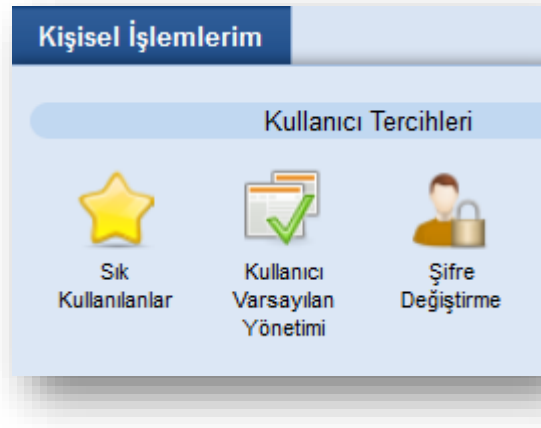 Kişisel İşlemlerim
Kullanıcı Tercihleri
Sık
Kullanılanlar
Kullanıcı
Varsayılan
Yönetimi
Şifre
Değiştirme